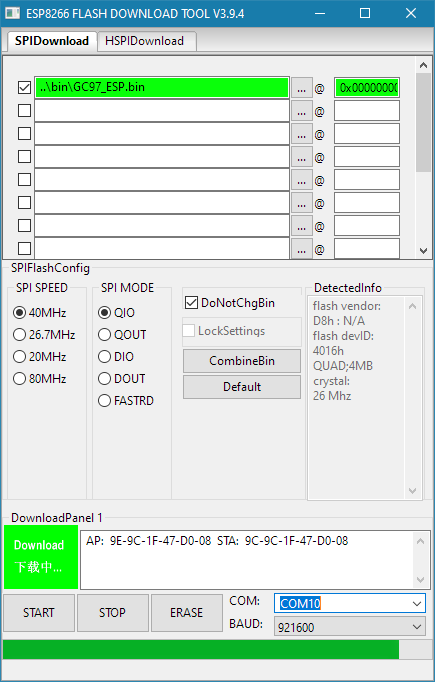 ESP8266 FLASH DOWNLOAD TOOL V3.9.4
SPIDownload HSPIDownload
..\bin\GC97_ESP.bin ... @ 0x00000000
... @
... @
... @
... @
... @
... @
... @
SPIFlashConfig
SPI SPEED
40MHz
26.7MHz
20MHz
80MHz
SPI MODE
QIO
QOUT
DIO
DOUT
FASTRD
DoNotChgBin
LockSettings
CombineBin
Default
DetectedInfo
flash vendor:
D8h : N/A
flash devID:
4016h
QUAD;4MB
crystal:
26 Mhz
DownloadPanel 1
Download
下载中...
AP: 9E-9C-1F-47-D0-08 STA: 9C-9C-1F-47-D0-08
START STOP ERASE
COM: COM10
BAUD: 921600